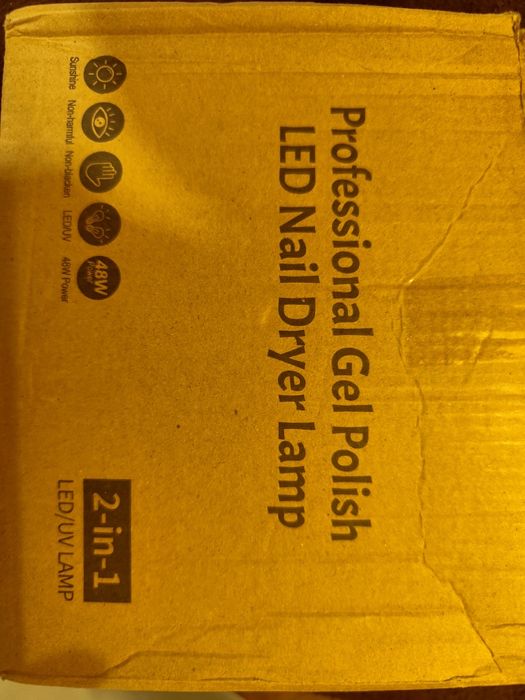 Professional Gel Polish
LED Nail Dryer Lamp
48W
Power
Sunshine
Non-harmful
Non-blacken
LED/UV
48W Power
2-in-1
LED/UV LAMP